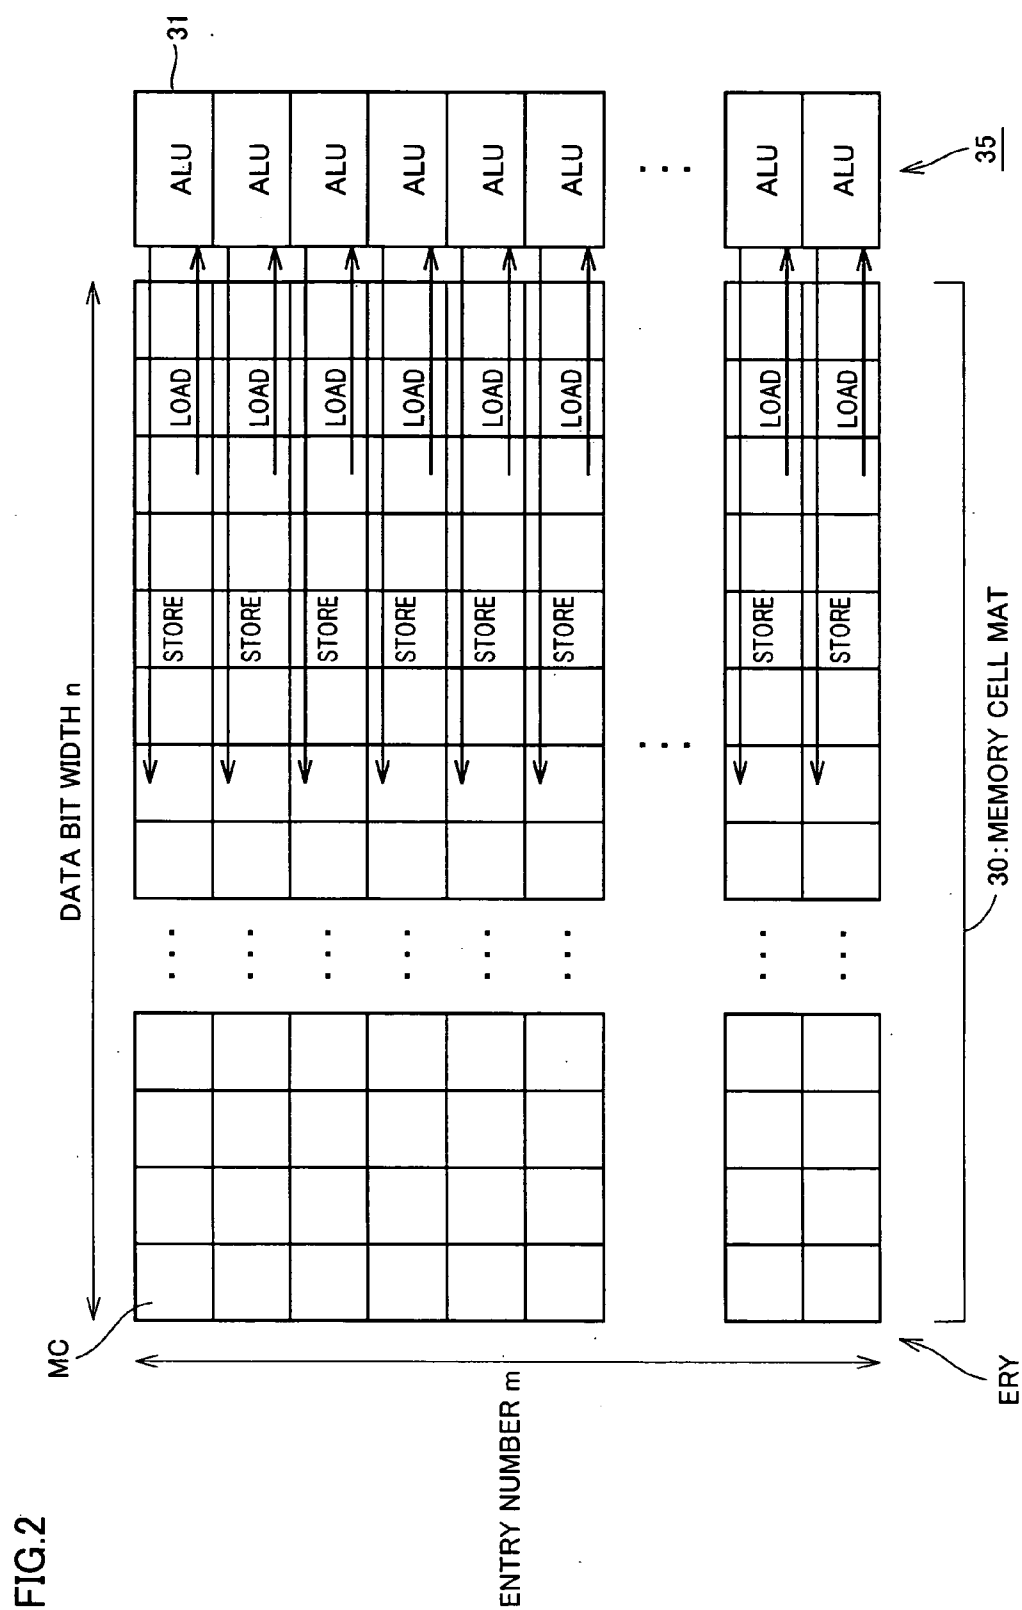 FIG.2
DATA BIT WIDTH n
MC
ENTRY NUMBER m
ERY
31
STORE LOAD ALU
STORE LOAD ALU
STORE LOAD ALU
STORE LOAD ALU
STORE LOAD ALU
STORE LOAD ALU
STORE LOAD ALU
STORE LOAD ALU
35
30:MEMORY CELL MAT